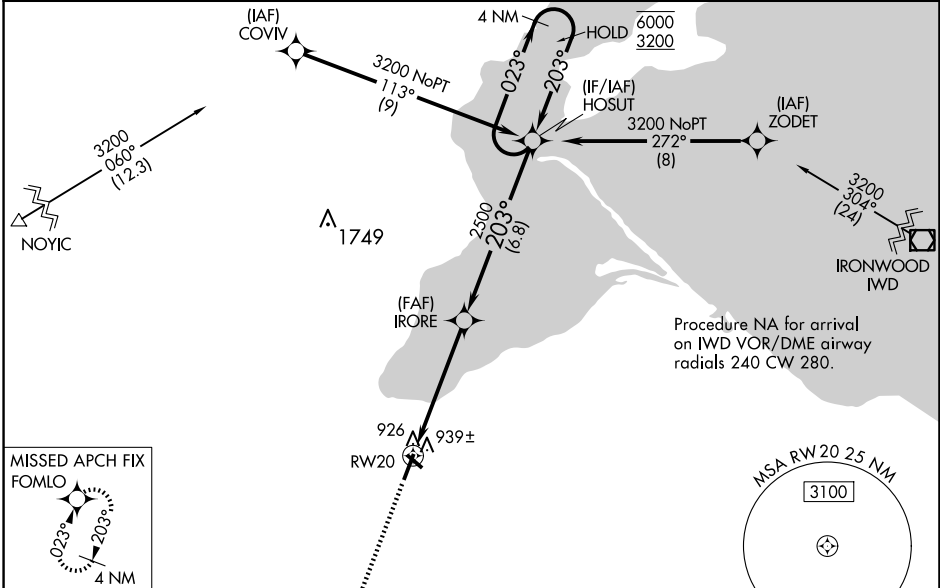 (IAF)
COVIV
4 NM
HOLD
6000
3200
023°
203°
3200 NoPT
113°
(9)
(IF/IAF)
HOSUT
(IAF)
ZODET
3200 NoPT
272°
(8)
3200
060°
(12.3)
NOYIC
3200
304°
(24)
IRONWOOD
IWD
1749
2500
203°
(6.8)
(FAF)
IRORE
Procedure NA for arrival
on IWD VOR/DME airway
radials 240 CW 280.
926
939±
RW20
MISSED APCH FIX
FOMLO
023°
203°
4 NM
MSA RW20 25 NM
3100